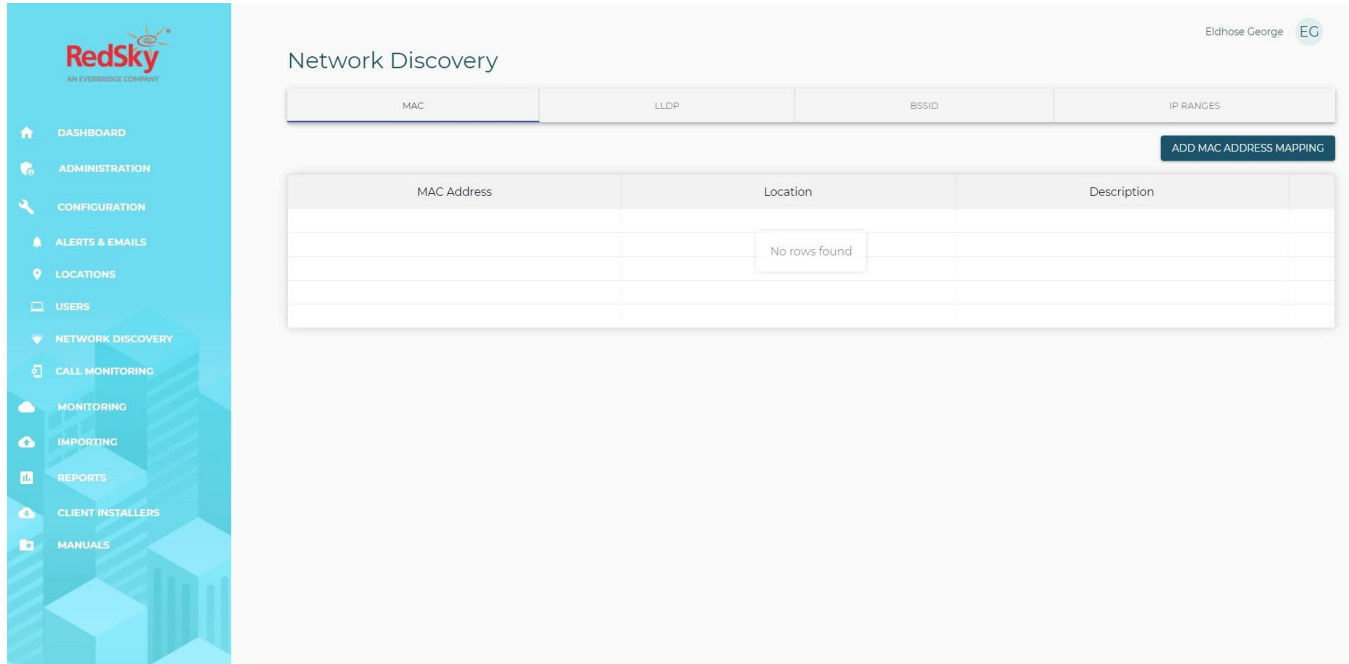 RedSky
AN EVERBRIDGE COMPANY
DASHBOARD
ADMINISTRATION
CONFIGURATION
ALERTS & EMAILS
LOCATIONS
USERS
NETWORK DISCOVERY
CALL MONITORING
MONITORING
IMPORTING
REPORTS
CLIENT INSTALLERS
MANUALS
Eldhose George EG
Network Discovery
MAC LLDP BSSID IP RANGES
ADD MAC ADDRESS MAPPING
MAC Address Location Description
No rows found